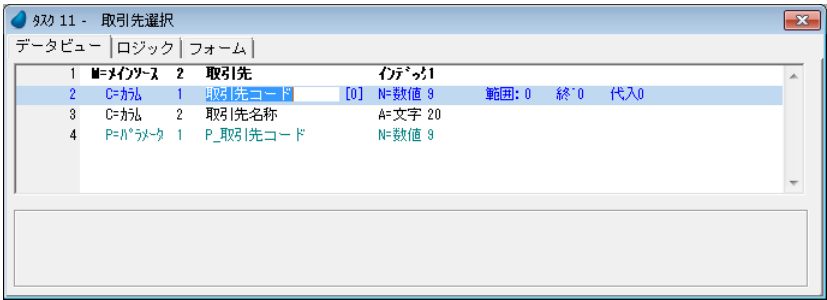 ﾀｽｸ 11 - 取引先選択
データビュー ロジック フォーム
1 M=ﾒｲﾝｿｰｽ 2 取引先 ｲﾝﾃﾞｯｸｽ1
2 C=ｶﾗﾑ 1 取引先コード [0] N=数値 9 範囲: 0 終: 0 代入0
3 C=ｶﾗﾑ 2 取引先名称 A=文字 20
4 P=ﾊﾟﾗﾒｰﾀ 1 P_取引先コード N=数値 9